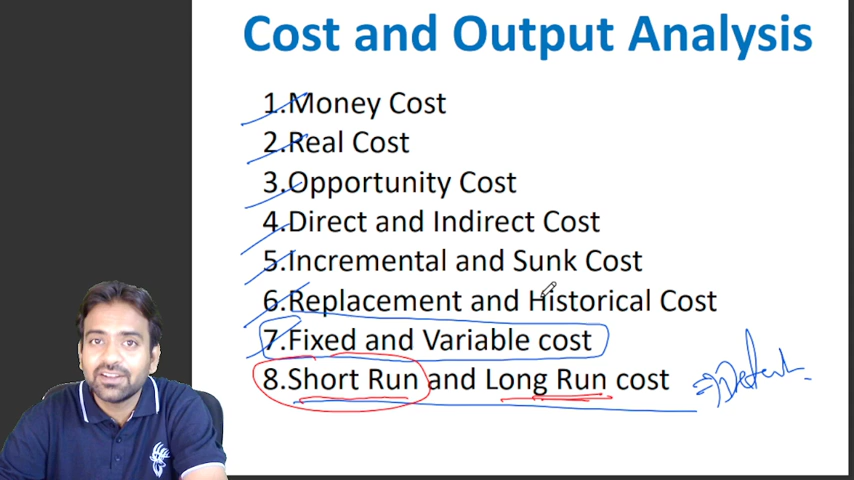 Cost and Output Analysis
1.Money Cost
2.Real Cost
3.Opportunity Cost
4.Direct and Indirect Cost
5.Incremental and Sunk Cost
6.Replacement and Historical Cost
7.Fixed and Variable cost
8.Short Run and Long Run cost